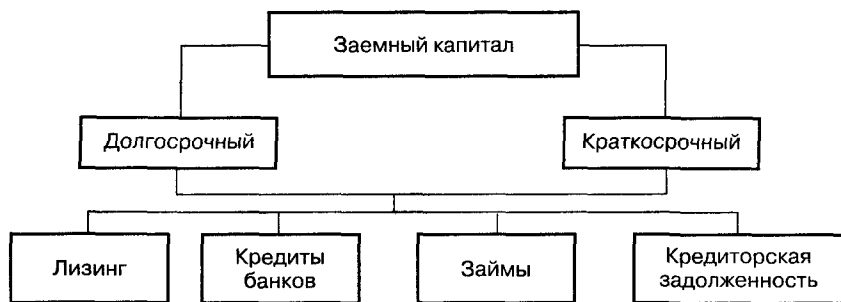 Заемный капитал
Долгосрочный
Краткосрочный
Лизинг
Кредиты
банков
Займы
Кредиторская
задолженность